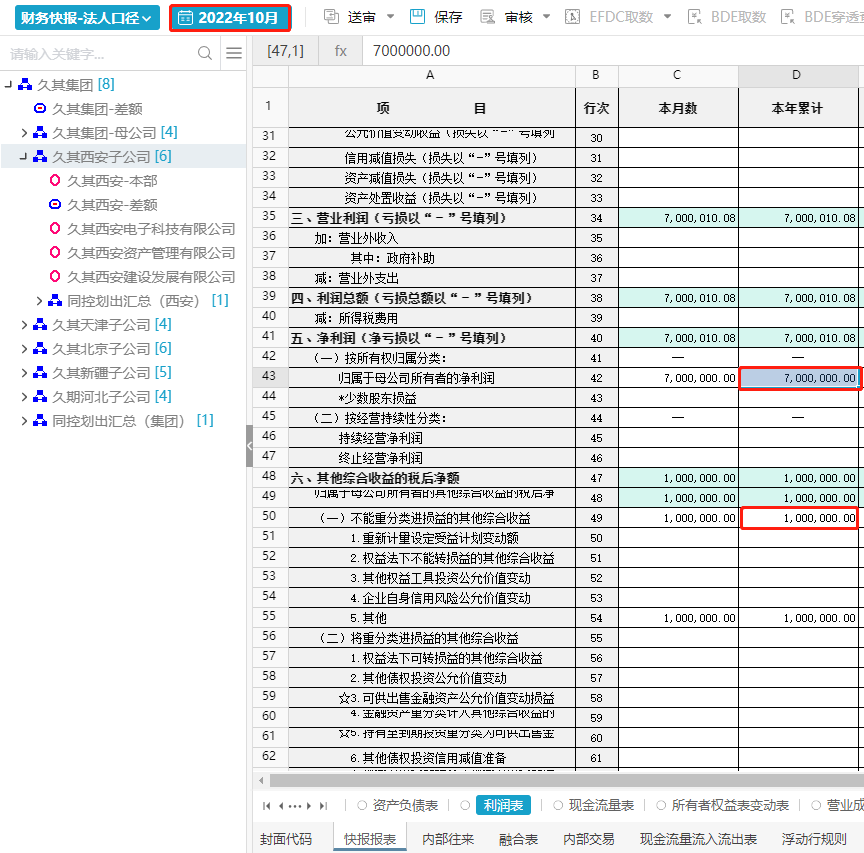 财务快报-法人口径 2022年10月 送审 保存 审核 EFDC取数 BDE取数 BDE穿透
请输入关键字... [47,1] fx 7000000.00
久其集团 [8]
久其集团-差额
久其集团-母公司 [4]
久其西安子公司 [6]
久其西安-本部
久其西安-差额
久其西安电子科技有限公司
久其西安资产管理有限公司
久其西安建设发展有限公司
同控划出汇总（西安） [1]
久其天津子公司 [4]
久其北京子公司 [6]
久其新疆子公司 [5]
久期河北子公司 [4]
同控划出汇总（集团） [1]
A B C D
1 项 目 行次 本月数 本年累计
31 公允价值变动收益（损失以“-”号填列 30
32 信用减值损失（损失以“-”号填列） 31
33 资产减值损失（损失以“-”号填列） 32
34 资产处置收益（损失以“-”号填列） 33
35 三、营业利润（亏损以“-”号填列） 34 7,000,010.08 7,000,010.08
36 加：营业外收入 35
37 其中：政府补助 36
38 减：营业外支出 37
39 四、利润总额（亏损总额以“-”号填列） 38 7,000,010.08 7,000,010.08
40 减：所得税费用 39
41 五、净利润（净亏损以“-”号填列） 40 7,000,010.08 7,000,010.08
42 （一）按所有权归属分类： 41 — —
43 归属于母公司所有者的净利润 42 7,000,000.00 7,000,000.00
44 *少数股东损益 43
45 （二）按经营持续性分类： 44 — —
46 持续经营净利润 45
47 终止经营净利润 46
48 六、其他综合收益的税后净额 47 1,000,000.00 1,000,000.00
49 归属于母公司所有者的其他综合收益的税后净 48 1,000,000.00 1,000,000.00
50 （一）不能重分类进损益的其他综合收益 49 1,000,000.00 1,000,000.00
51 1.重新计量设定受益计划变动额 50
52 2.权益法下不能转损益的其他综合收益 51
53 3.其他权益工具投资公允价值变动 52
54 4.企业自身信用风险公允价值变动 53
55 5.其他 54 1,000,000.00 1,000,000.00
56 （二）将重分类进损益的其他综合收益 55
57 1.权益法下可转损益的其他综合收益 56
58 2.其他债权投资公允价值变动 57
59 ☆3.可供出售金融资产公允价值变动损益 58
60 4.金融资产重分类计入其他综合收益的 59
61 ☆5.持有至到期投资重分类为可供出售金 60
62 6.其他债权投资信用减值准备 61
资产负债表 利润表 现金流量表 所有者权益表变动表 营业成
封面代码 快报报表 内部往来 融合表 内部交易 现金流量流入流出表 浮动行规则